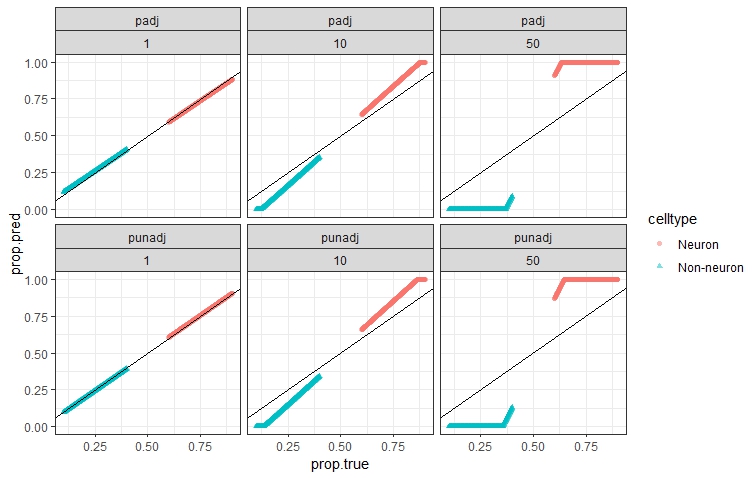 padj padj padj
1 10 50
1.00
0.75
0.50
0.25
0.00
punadj punadj punadj
1 10 50
1.00
0.75
0.50
0.25
0.00
0.25 0.50 0.75 0.25 0.50 0.75 0.25 0.50 0.75
prop.true
prop.pred
celltype
Neuron
Non-neuron